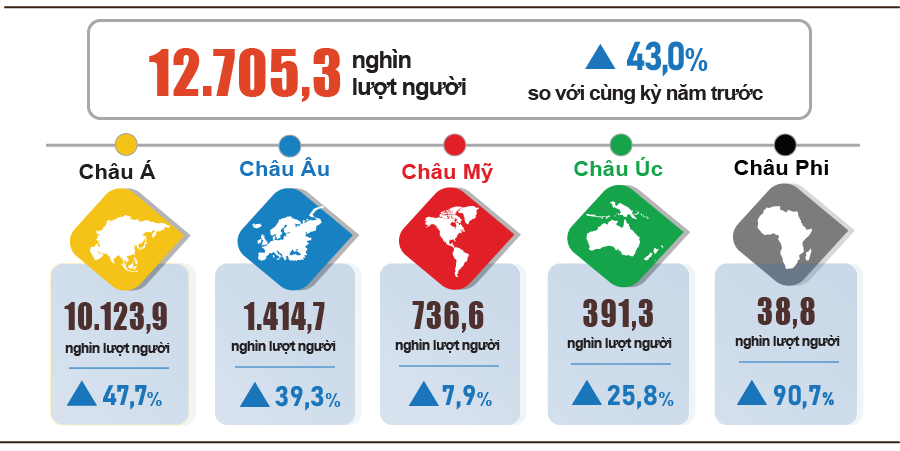 12.705,3 nghìn
lượt người
▲ 43,0%
so với cùng kỳ năm trước
Châu Á
Châu Âu
Châu Mỹ
Châu Úc
Châu Phi
10.123,9
1.414,7
736,6
391,3
38,8
nghìn lượt người
nghìn lượt người
nghìn lượt người
nghìn lượt người
nghìn lượt người
▲ 47,7%
▲ 39,3%
▲ 7,9%
▲ 25,8%
▲ 90,7%